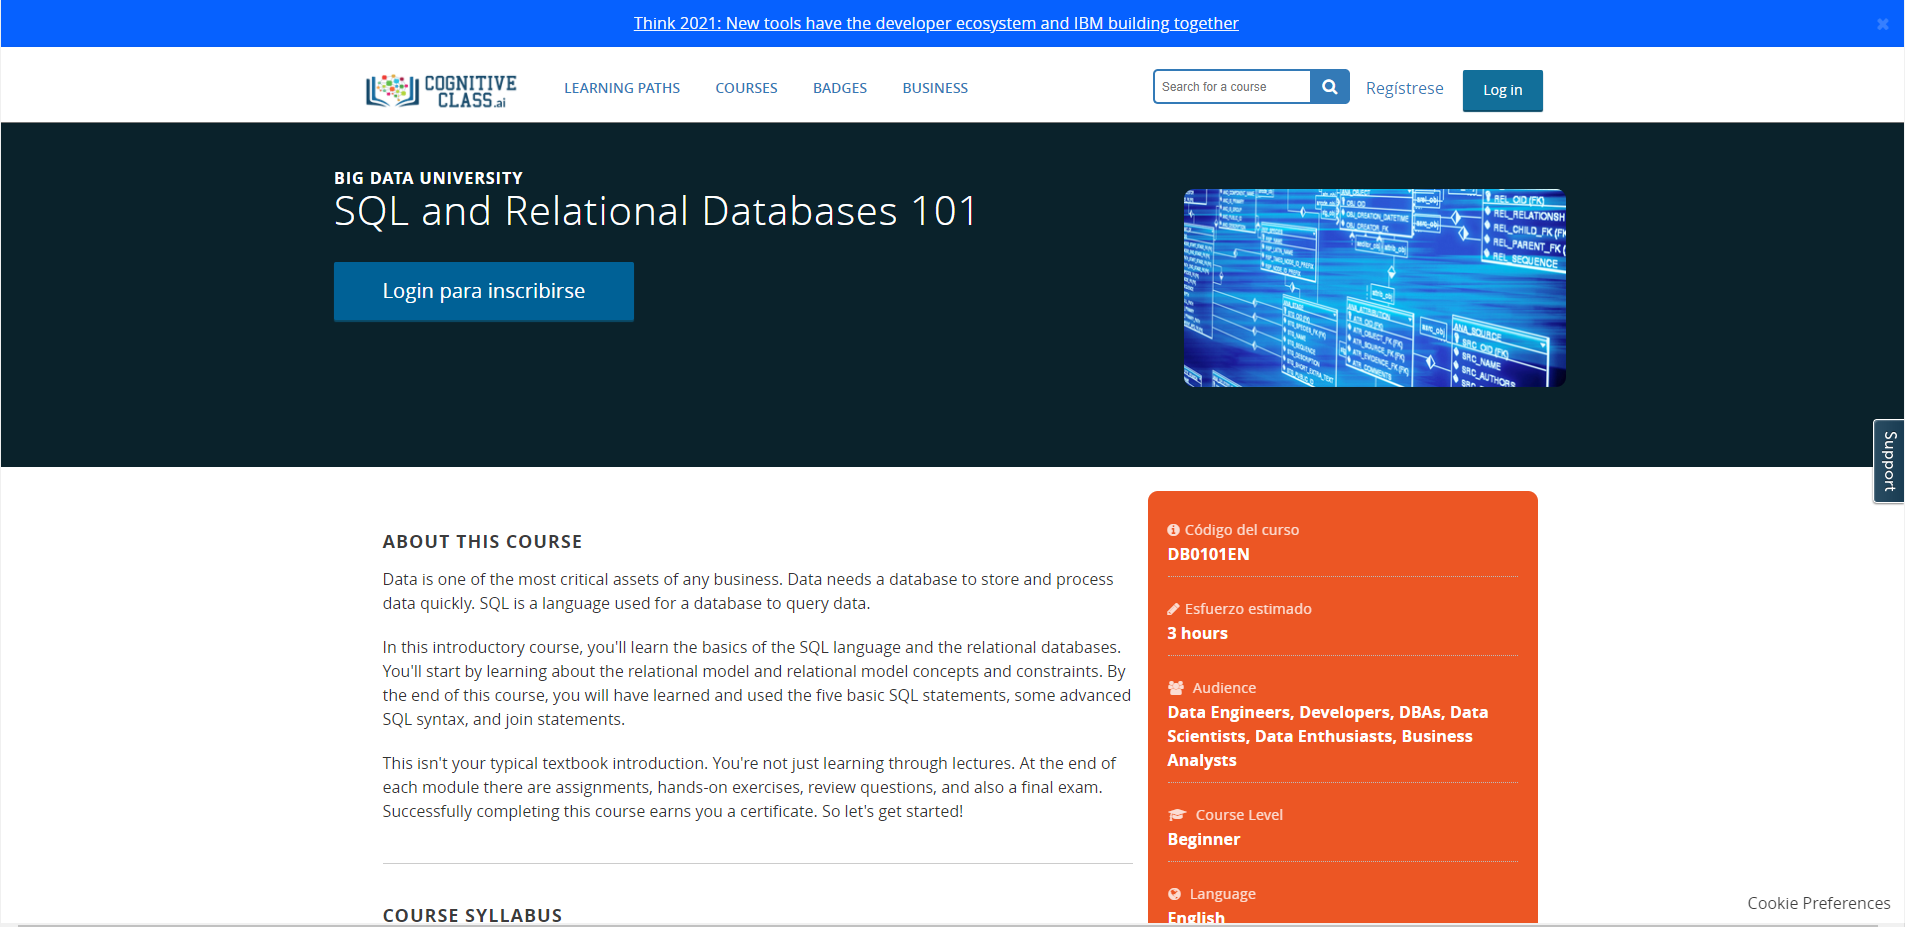 Think 2021: New tools have the developer ecosystem and IBM building together
×
COGNITIVE
CLASS.ai
LEARNING PATHS
COURSES
BADGES
BUSINESS
Search for a course
Regístrese
Log in
BIG DATA UNIVERSITY
SQL and Relational Databases 101
Login para inscribirse
REL_OID (FK)
REL_RELATIONSH
REL_CHILD_FK (FK
REL_PARENT_FK (F
REL_SEQUENCE
ANA_SOURCE
SRC_OID (FK)
SRC_NAME
SRC_AUTHORS
Support
ABOUT THIS COURSE
Data is one of the most critical assets of any business. Data needs a database to store and process
data quickly. SQL is a language used for a database to query data.
In this introductory course, you'll learn the basics of the SQL language and the relational databases.
You'll start by learning about the relational model and relational model concepts and constraints. By
the end of this course, you will have learned and used the five basic SQL statements, some advanced
SQL syntax, and join statements.
This isn't your typical textbook introduction. You're not just learning through lectures. At the end of
each module there are assignments, hands-on exercises, review questions, and also a final exam.
Successfully completing this course earns you a certificate. So let's get started!
COURSE SYLLABUS
Código del curso
DB0101EN
Esfuerzo estimado
3 hours
Audience
Data Engineers, Developers, DBAs, Data
Scientists, Data Enthusiasts, Business
Analysts
Course Level
Beginner
Language
English
Cookie Preferences